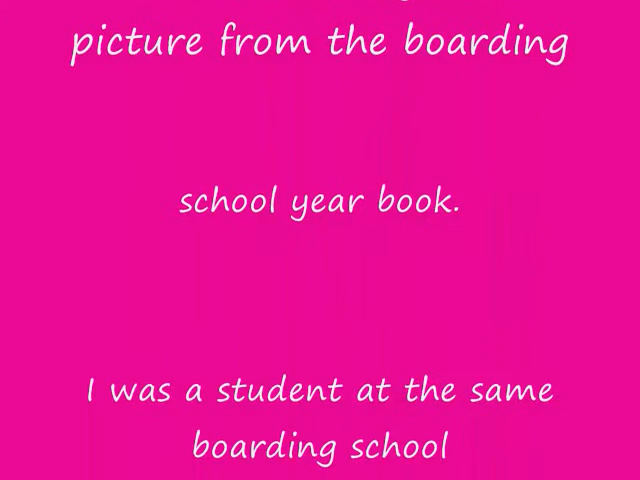 picture from the boarding
school year book.
I was a student at the same
boarding school